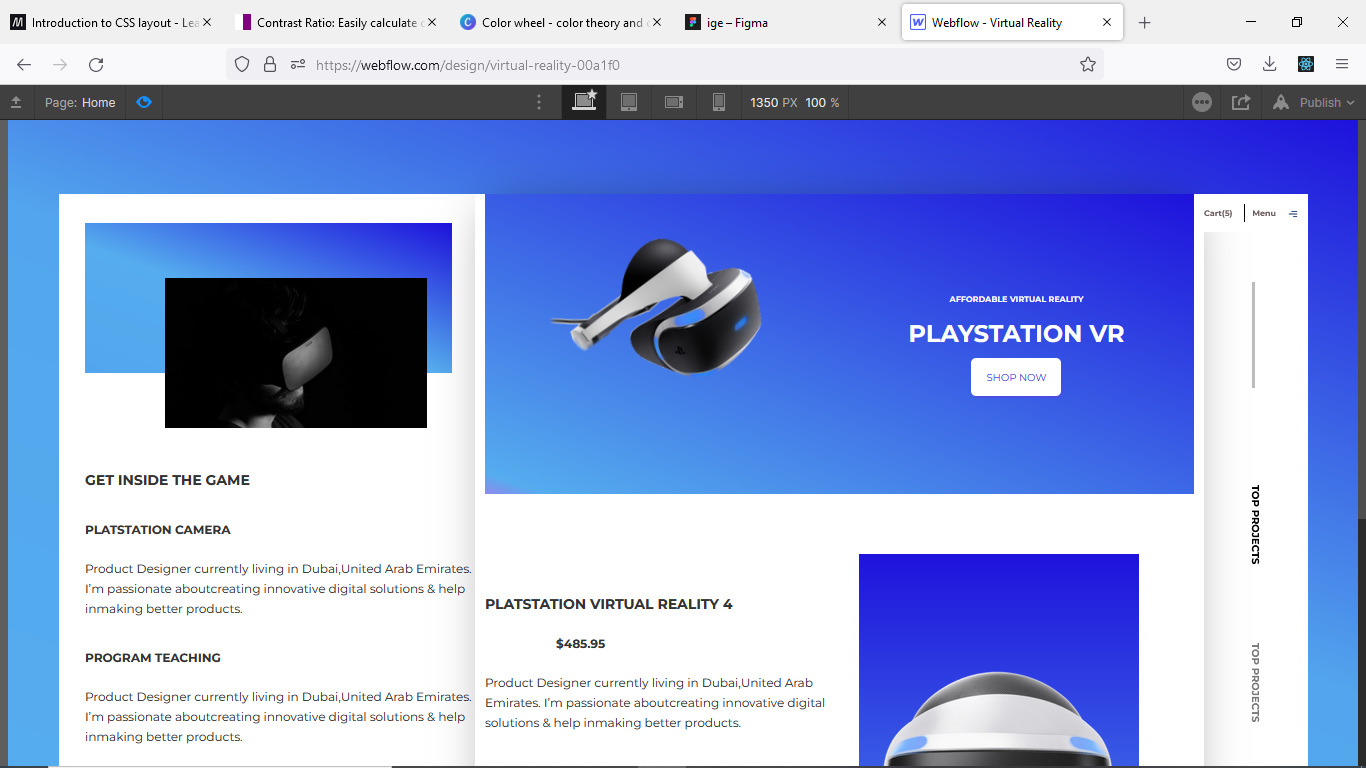 Introduction to CSS layout - Lea
Contrast Ratio: Easily calculate c
Color wheel - color theory and c
ige – Figma
Webflow - Virtual Reality
https://webflow.com/design/virtual-reality-00a1f0
Page: Home
1350 PX 100 %
Publish
GET INSIDE THE GAME
PLATSTATION CAMERA
Product Designer currently living in Dubai,United Arab Emirates.
I'm passionate aboutcreating innovative digital solutions & help
inmaking better products.
PROGRAM TEACHING
Product Designer currently living in Dubai,United Arab Emirates.
I'm passionate aboutcreating innovative digital solutions & help
inmaking better products.
AFFORDABLE VIRTUAL REALITY
PLAYSTATION VR
SHOP NOW
PLATSTATION VIRTUAL REALITY 4
$485.95
Product Designer currently living in Dubai,United Arab
Emirates. I'm passionate aboutcreating innovative digital
solutions & help inmaking better products.
Cart(5)
Menu
TOP PROJECTS
TOP PROJECTS